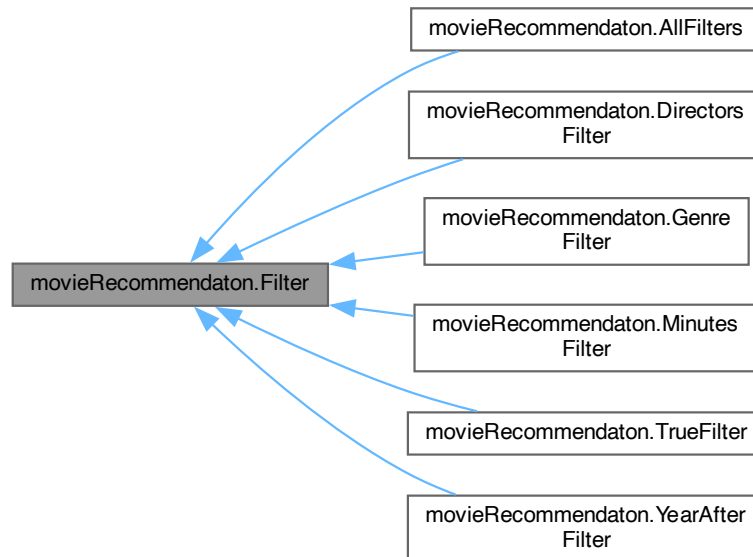 movieRecommendaton.AllFilters
movieRecommendaton.Directors
Filter
movieRecommendaton.Genre
Filter
movieRecommendaton.Filter
movieRecommendaton.Minutes
Filter
movieRecommendaton.TrueFilter
movieRecommendaton.YearAfter
Filter